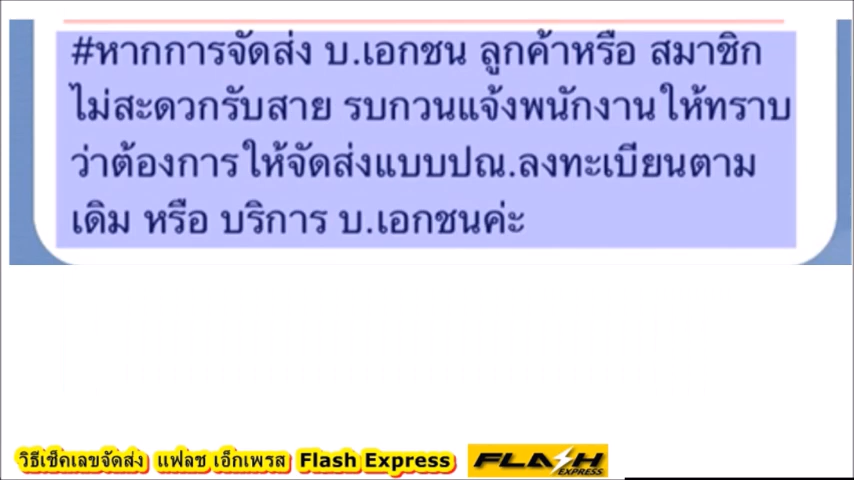 #หากการจัดส่ง บ.เอกชน ลูกค้าหรือ สมาชิก
ไม่สะดวกรับสาย รบกวนแจ้งพนักงานให้ทราบ
ว่าต้องการให้จัดส่งแบบปณ.ลงทะเบียนตาม
เดิม หรือ บริการ บ.เอกชนค่ะ
วิธีเช็คเลขจัดส่ง แฟลช เอ็กเพรส Flash Express
FLASH
EXPRESS